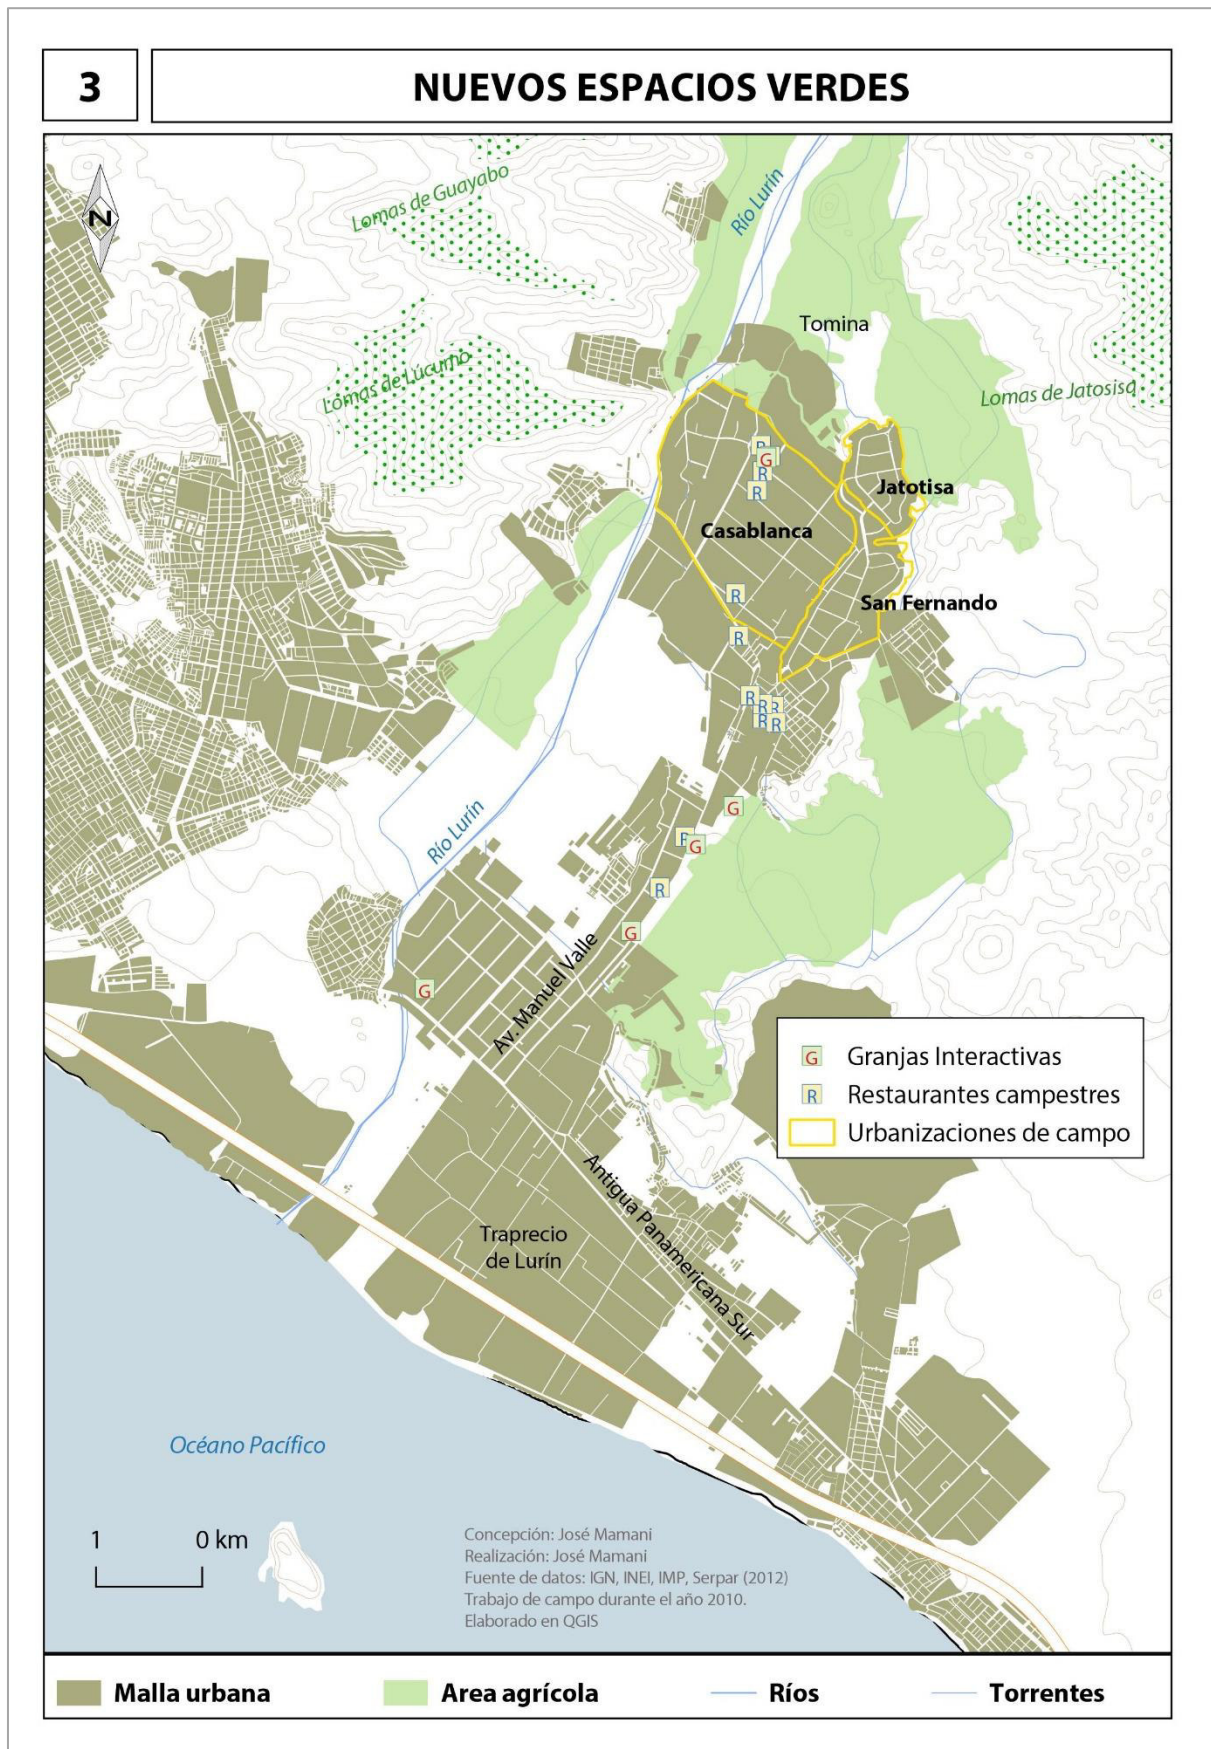 3
NUEVOS ESPACIOS VERDES
N
Lomas de Guayabo
Río Lurín
Tomina
Lomas de Lúcumo
Lomas de Jatosisa
R
G
R
R
Jatotisa
Casablanca
R
San Fernando
R
R
R
R
R
R
G
Río Lurín
R
G
R
G
Av. Manuel Valle
G
G Granjas Interactivas
R Restaurantes campestres
Urbanizaciones de campo
Antigua Panamericana Sur
Traprecio
de Lurín
Océano Pacífico
1 0 km
Concepción: José Mamani
Realización: José Mamani
Fuente de datos: IGN, INEI, IMP, Serpar (2012)
Trabajo de campo durante el año 2010.
Elaborado en QGIS
Malla urbana Area agrícola Ríos Torrentes